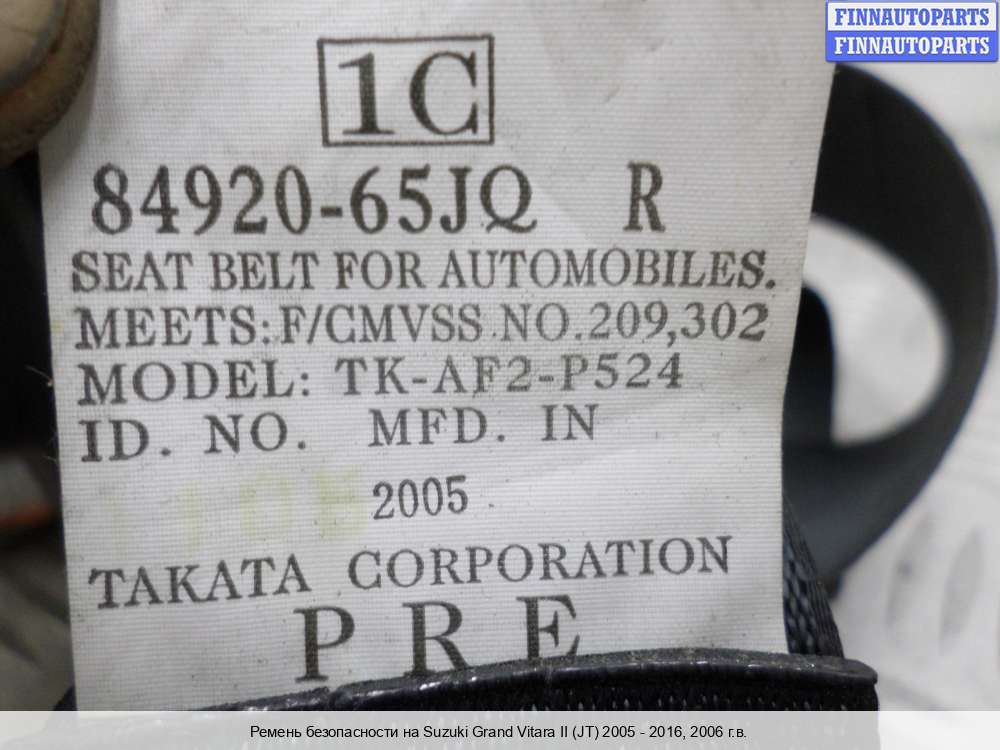 FINNAUTOPARTS
FINNAUTOPARTS
1C
84920-65JQ R
SEAT BELT FOR AUTOMOBILES.
MEETS:F/CMVSS NO.209,302
MODEL: TK-AF2-P524
ID. NO. MFD. IN
2005
TAKATA CORPORATION
PRE
Ремень безопасности на Suzuki Grand Vitara II (JT) 2005 - 2016, 2006 г.в.